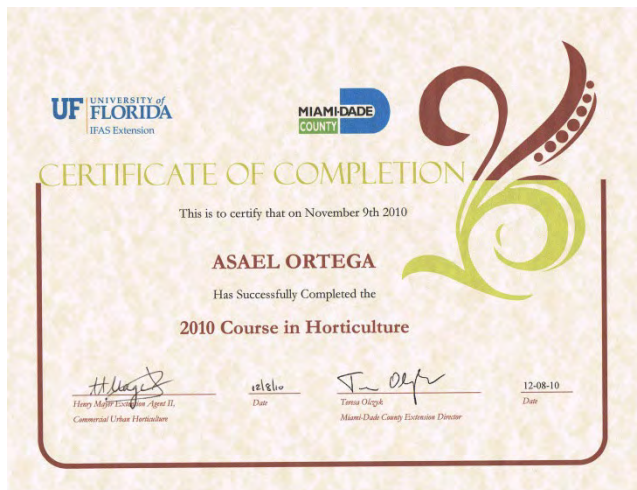 UF UNIVERSITY of
FLORIDA
IFAS Extension
MIAMI-DADE
COUNTY
CERTIFICATE OF COMPLETION
This is to certify that on November 9th 2010
ASAEL ORTEGA
Has Successfully Completed the
2010 Course in Horticulture
12/8/10
12-08-10
Henry Mayer Extension Agent II,
Date
Teresa Olczyk
Date
Commercial Urban Horticulture
Miami-Dade County Extension Director